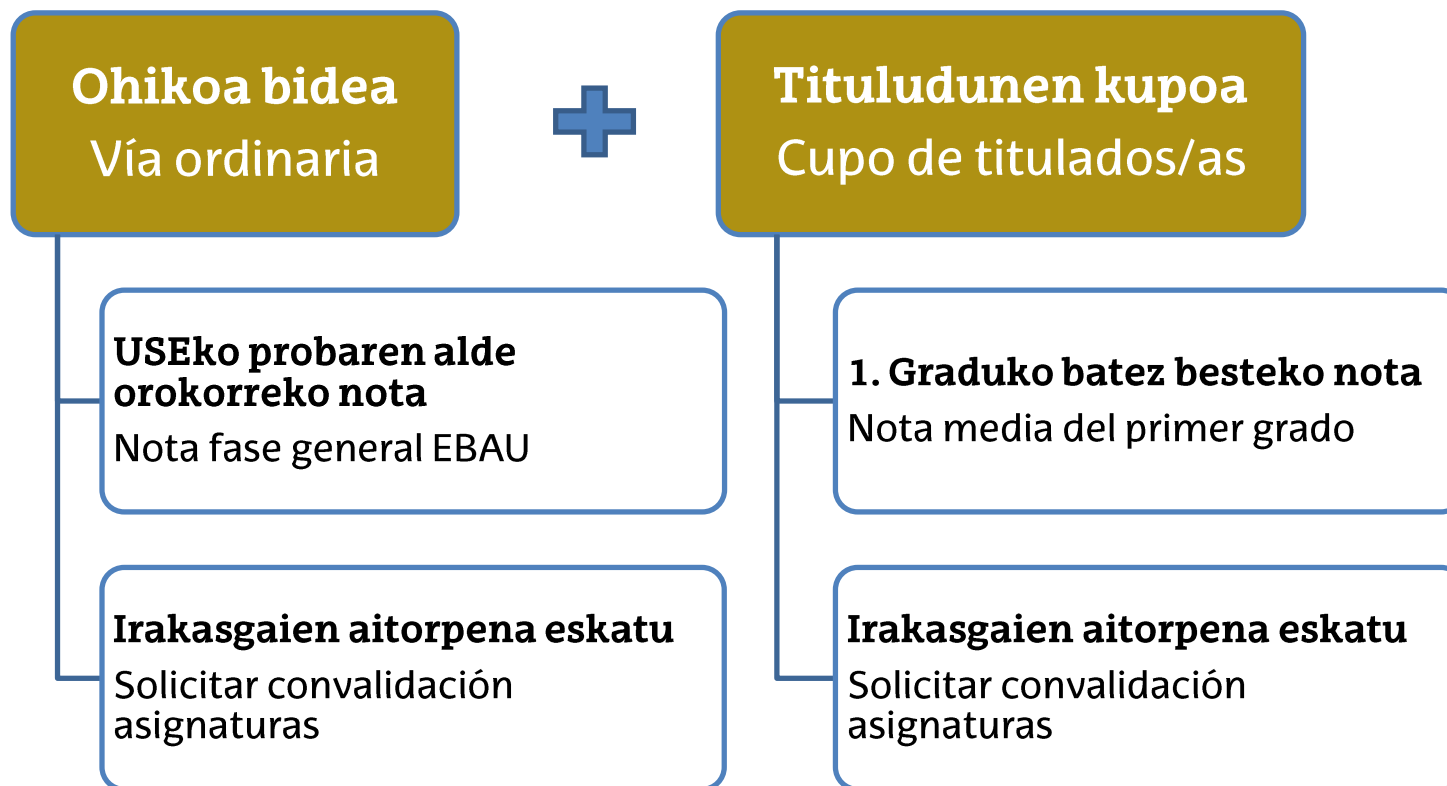 Ohikoa bidea
Vía ordinaria
Tituludunen kupoa
Cupo de titulados/as
USEko probaren alde
orokorreko nota
Nota fase general EBAU
1. Graduko batez besteko nota
Nota media del primer grado
Irakasgaien aitorpena eskatu
Solicitar convalidación
asignaturas
Irakasgaien aitorpena eskatu
Solicitar convalidación
asignaturas